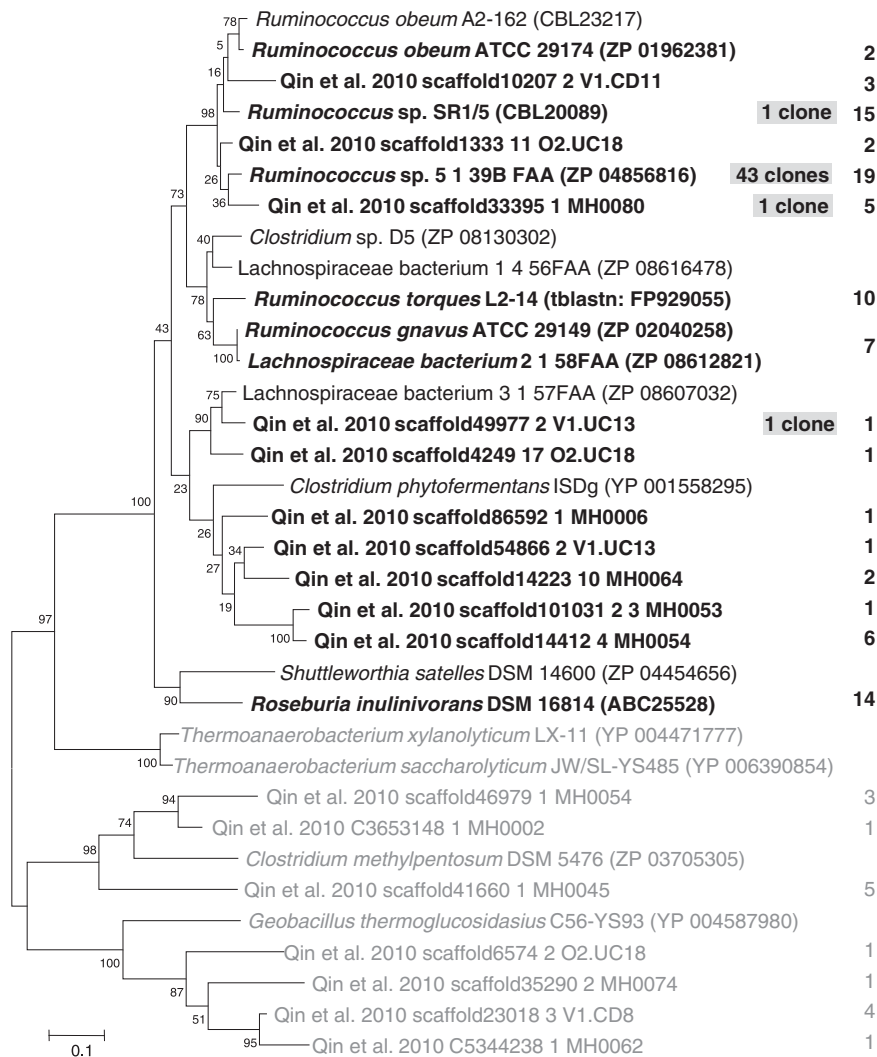 78 Ruminococcus obeum A2-162 (CBL23217)
5 Ruminococcus obeum ATCC 29174 (ZP 01962381) 2
16 Qin et al. 2010 scaffold10207 2 V1.CD11 3
98 Ruminococcus sp. SR1/5 (CBL20089) 1 clone 15
Qin et al. 2010 scaffold1333 11 O2.UC18 2
26 Ruminococcus sp. 5 1 39B FAA (ZP 04856816) 43 clones 19
73 36 Qin et al. 2010 scaffold33395 1 MH0080 1 clone 5
40 Clostridium sp. D5 (ZP 08130302)
Lachnospiraceae bacterium 1 4 56FAA (ZP 08616478)
78 Ruminococcus torques L2-14 (tblastn: FP929055) 10
43 63 Ruminococcus gnavus ATCC 29149 (ZP 02040258)
7
100 Lachnospiraceae bacterium 2 1 58FAA (ZP 08612821)
75 Lachnospiraceae bacterium 3 1 57FAA (ZP 08607032)
90 Qin et al. 2010 scaffold49977 2 V1.UC13 1 clone 1
Qin et al. 2010 scaffold4249 17 O2.UC18 1
23 Clostridium phytofermentans ISDg (YP 001558295)
100 26 Qin et al. 2010 scaffold86592 1 MH0006 1
34 Qin et al. 2010 scaffold54866 2 V1.UC13 1
27 Qin et al. 2010 scaffold14223 10 MH0064 2
19 Qin et al. 2010 scaffold101031 2 3 MH0053 1
97 100 Qin et al. 2010 scaffold14412 4 MH0054 6
Shuttleworthia satelles DSM 14600 (ZP 04454656)
90 Roseburia inulinivorans DSM 16814 (ABC25528) 14
Thermoanaerobacterium xylanolyticum LX-11 (YP 004471777)
100 Thermoanaerobacterium saccharolyticum JW/SL-YS485 (YP 006390854)
94 Qin et al. 2010 scaffold46979 1 MH0054 3
74 Qin et al. 2010 C3653148 1 MH0002 1
98 Clostridium methylpentosum DSM 5476 (ZP 03705305)
Qin et al. 2010 scaffold41660 1 MH0045 5
Geobacillus thermoglucosidasius C56-YS93 (YP 004587980)
100 Qin et al. 2010 scaffold6574 2 O2.UC18 1
87 Qin et al. 2010 scaffold35290 2 MH0074 1
51 Qin et al. 2010 scaffold23018 3 V1.CD8 4
95 Qin et al. 2010 C5344238 1 MH0062 1
0.1